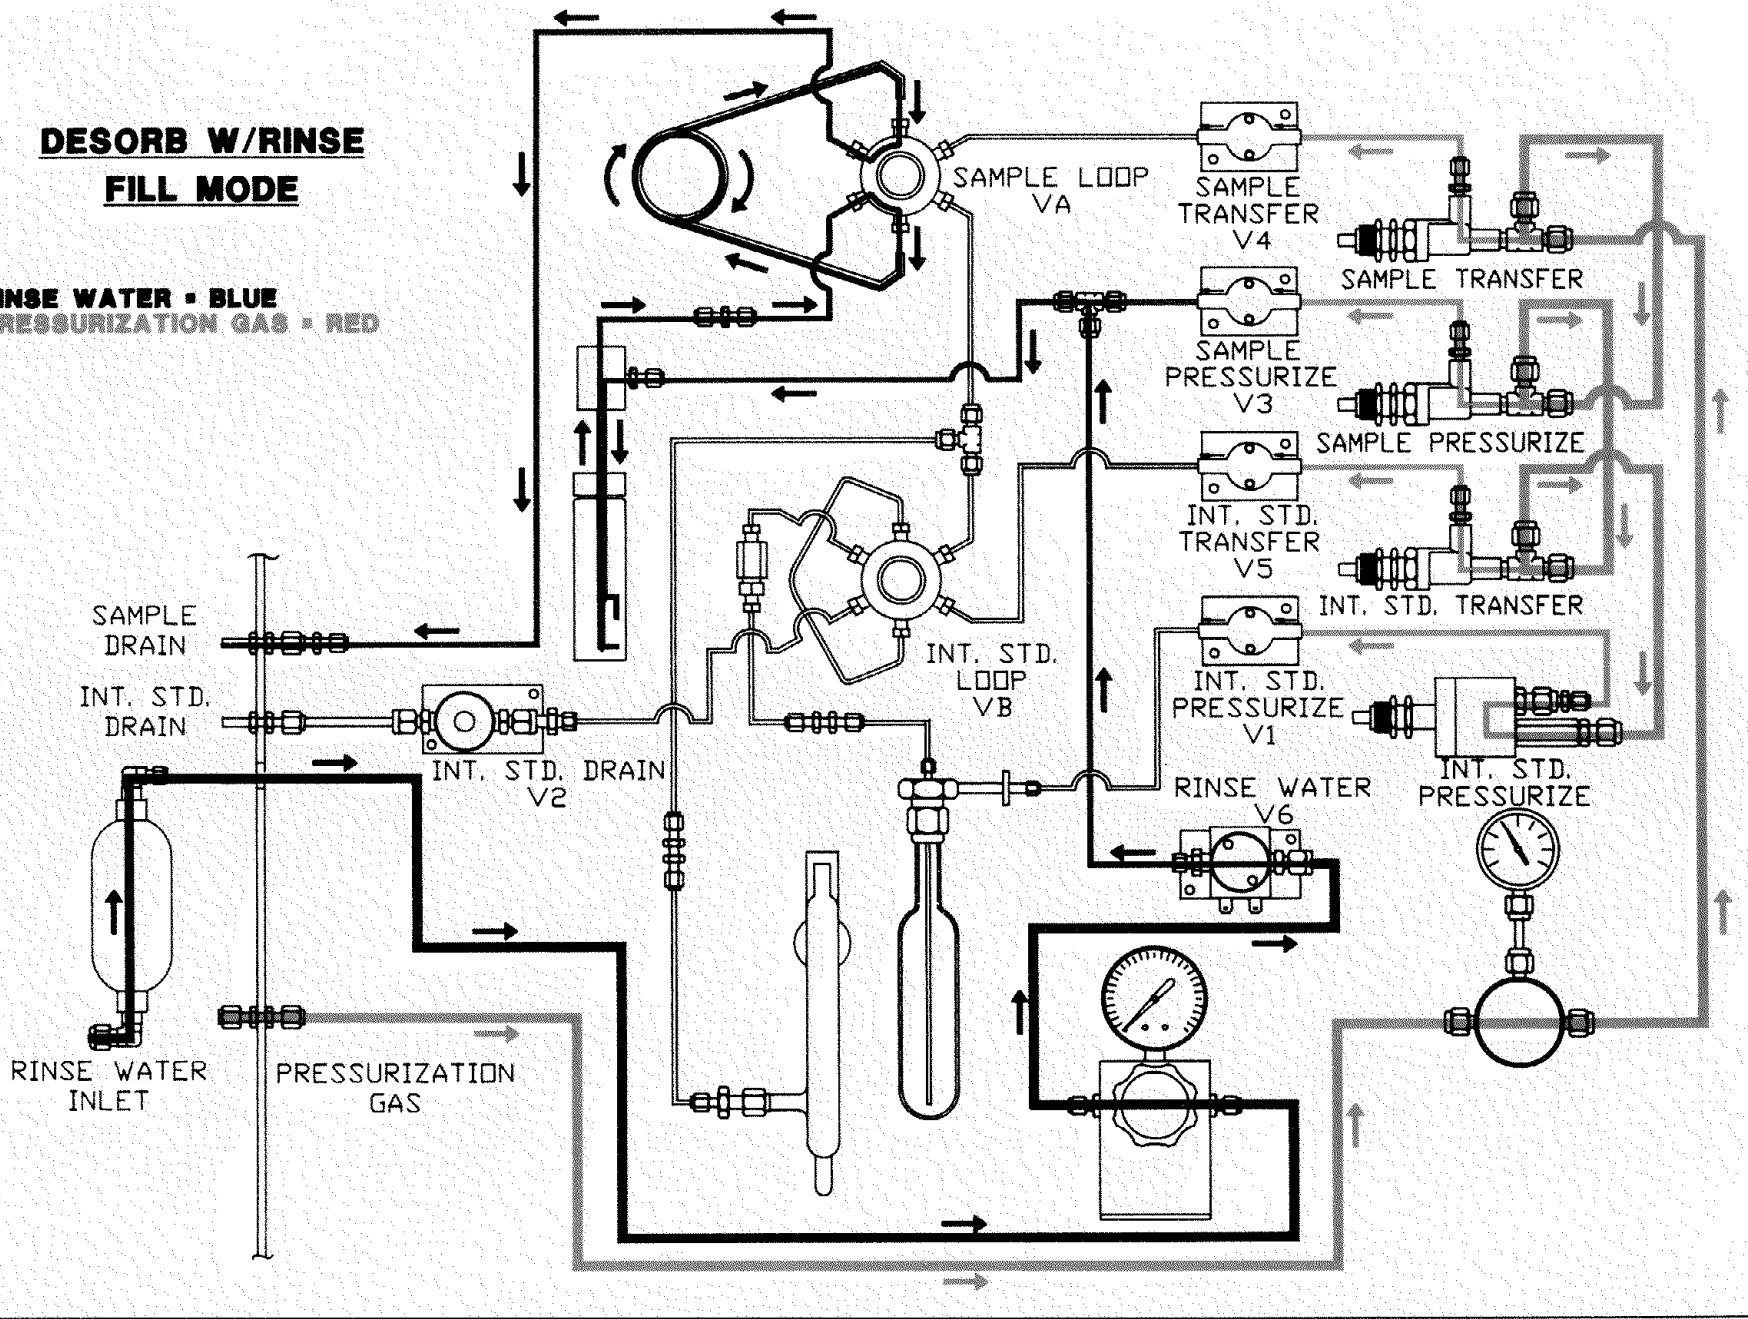 DESORB W/RINSE
FILL MODE
INSE WATER = BLUE
RESSURIZATION GAS = RED
SAMPLE LOOP
VA
SAMPLE
TRANSFER
V4
SAMPLE TRANSFER
SAMPLE
PRESSURIZE
V3
SAMPLE PRESSURIZE
INT. STD.
TRANSFER
V5
INT. STD. TRANSFER
SAMPLE
DRAIN
INT. STD.
LOOP
VB
INT. STD.
PRESSURIZE
V1
INT. STD.
DRAIN
INT. STD. DRAIN
V2
INT. STD.
PRESSURIZE
RINSE WATER
V6
RINSE WATER
INLET
PRESSURIZATION
GAS